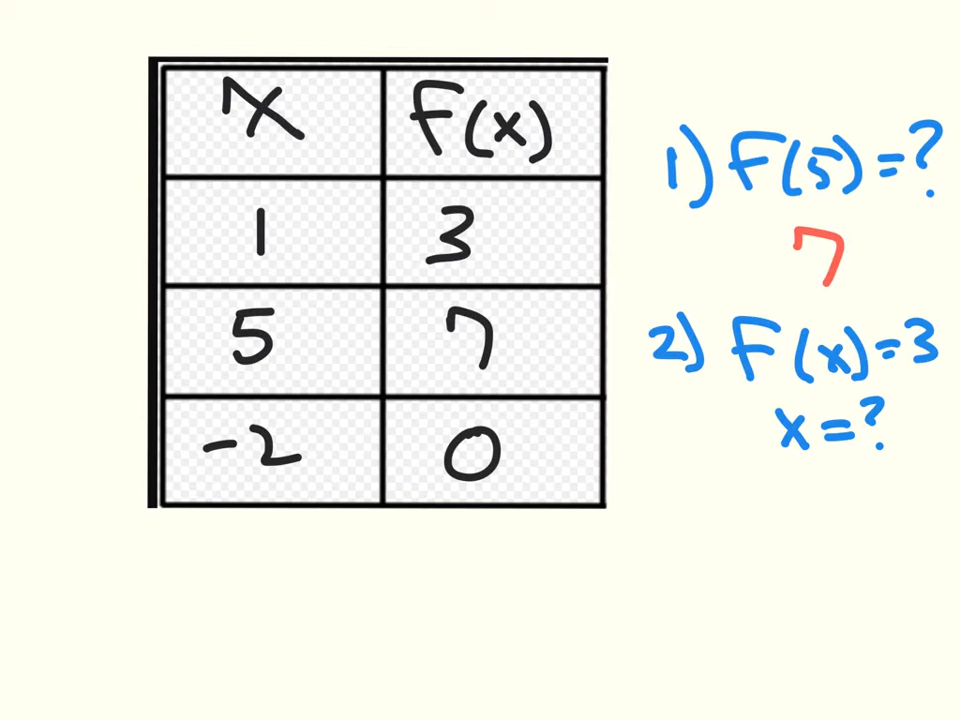 x F(x)
1 3
5 7
-2 0
1) F(5)=?
7
2) F(x)=3
x=?